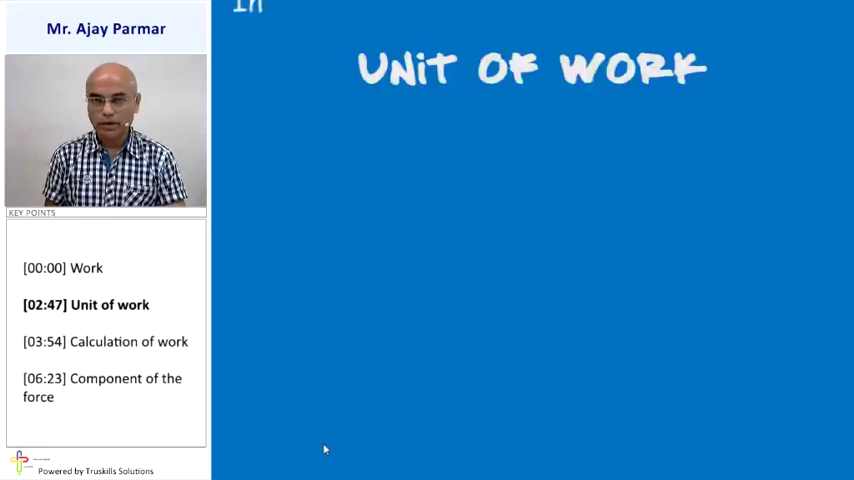 Mr. Ajay Parmar
KEY POINTS
[00:00] Work
[02:47] Unit of work
[03:54] Calculation of work
[06:23] Component of the
force
Powered by Truskills Solutions
In
UNiT OF WORK